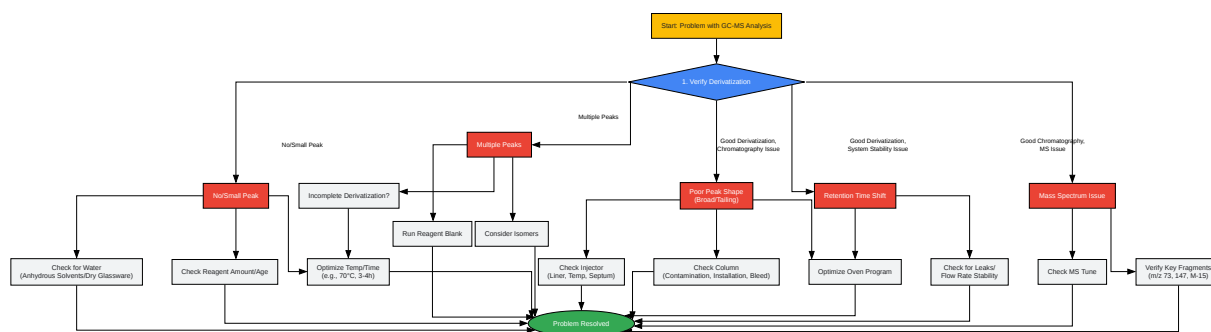 Start: Problem with GC-MS Analysis
1. Verify Derivatization
Multiple Peaks
No/Small Peak
Good Derivatization,
Chromatography Issue
Good Derivatization,
System Stability Issue
Good Chromatography,
MS Issue
Multiple Peaks
No/Small Peak
Incomplete Derivatization?
Poor Peak Shape
(Broad/Tailing)
Retention Time Shift
Mass Spectrum Issue
Run Reagent Blank
Consider Isomers
Check for Water
(Anhydrous Solvents/Dry Glassware)
Check Reagent Amount/Age
Optimize Temp/Time
(e.g., 70°C, 3-4h)
Check Injector
(Liner, Temp, Septum)
Check Column
(Contamination, Installation, Bleed)
Optimize Oven Program
Check for Leaks/
Flow Rate Stability
Check MS Tune
Verify Key Fragments
(m/z 73, 147, M-15)
Problem Resolved